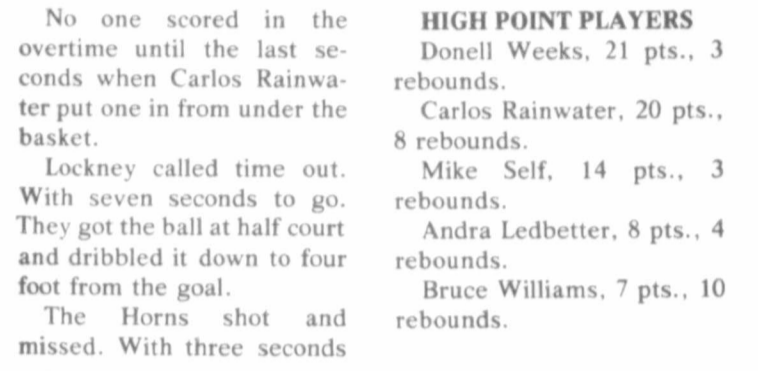 No one scored in the
overtime until the last se-
conds when Carlos Rainwa-
ter put one in from under the
basket.
Lockney called time out.
With seven seconds to go.
They got the ball at half court
and dribbled it down to four
foot from the goal.
The Horns shot and
missed. With three seconds
HIGH POINT PLAYERS
Donell Weeks, 21 pts., 3
rebounds.
Carlos Rainwater, 20 pts.,
8 rebounds.
Mike Self, 14 pts., 3
rebounds.
Andra Ledbetter, 8 pts., 4
rebounds.
Bruce Williams, 7 pts., 10
rebounds.